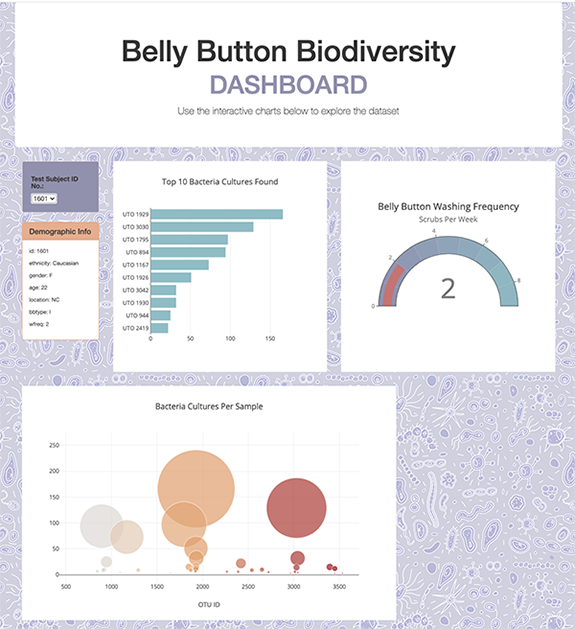 Belly Button Biodiversity
DASHBOARD
Use the interactive charts below to explore the dataset
Test Subject ID
No.:
1601
Demographic Info
id: 1601
ethnicity: Caucasian
gender: F
age: 22
location: NC
bbtype: I
wfreq: 2
Top 10 Bacteria Cultures Found
UTO 1929
UTO 3030
UTO 1795
UTO 894
UTO 1167
UTO 1926
UTO 3042
UTO 1930
UTO 944
UTO 2419
0 50 100 150
Belly Button Washing Frequency
Scrubs Per Week
0 2 4 6 8
2
Bacteria Cultures Per Sample
250
200
150
100
50
0
500 1000 1500 2000 2500 3000 3500
OTU ID